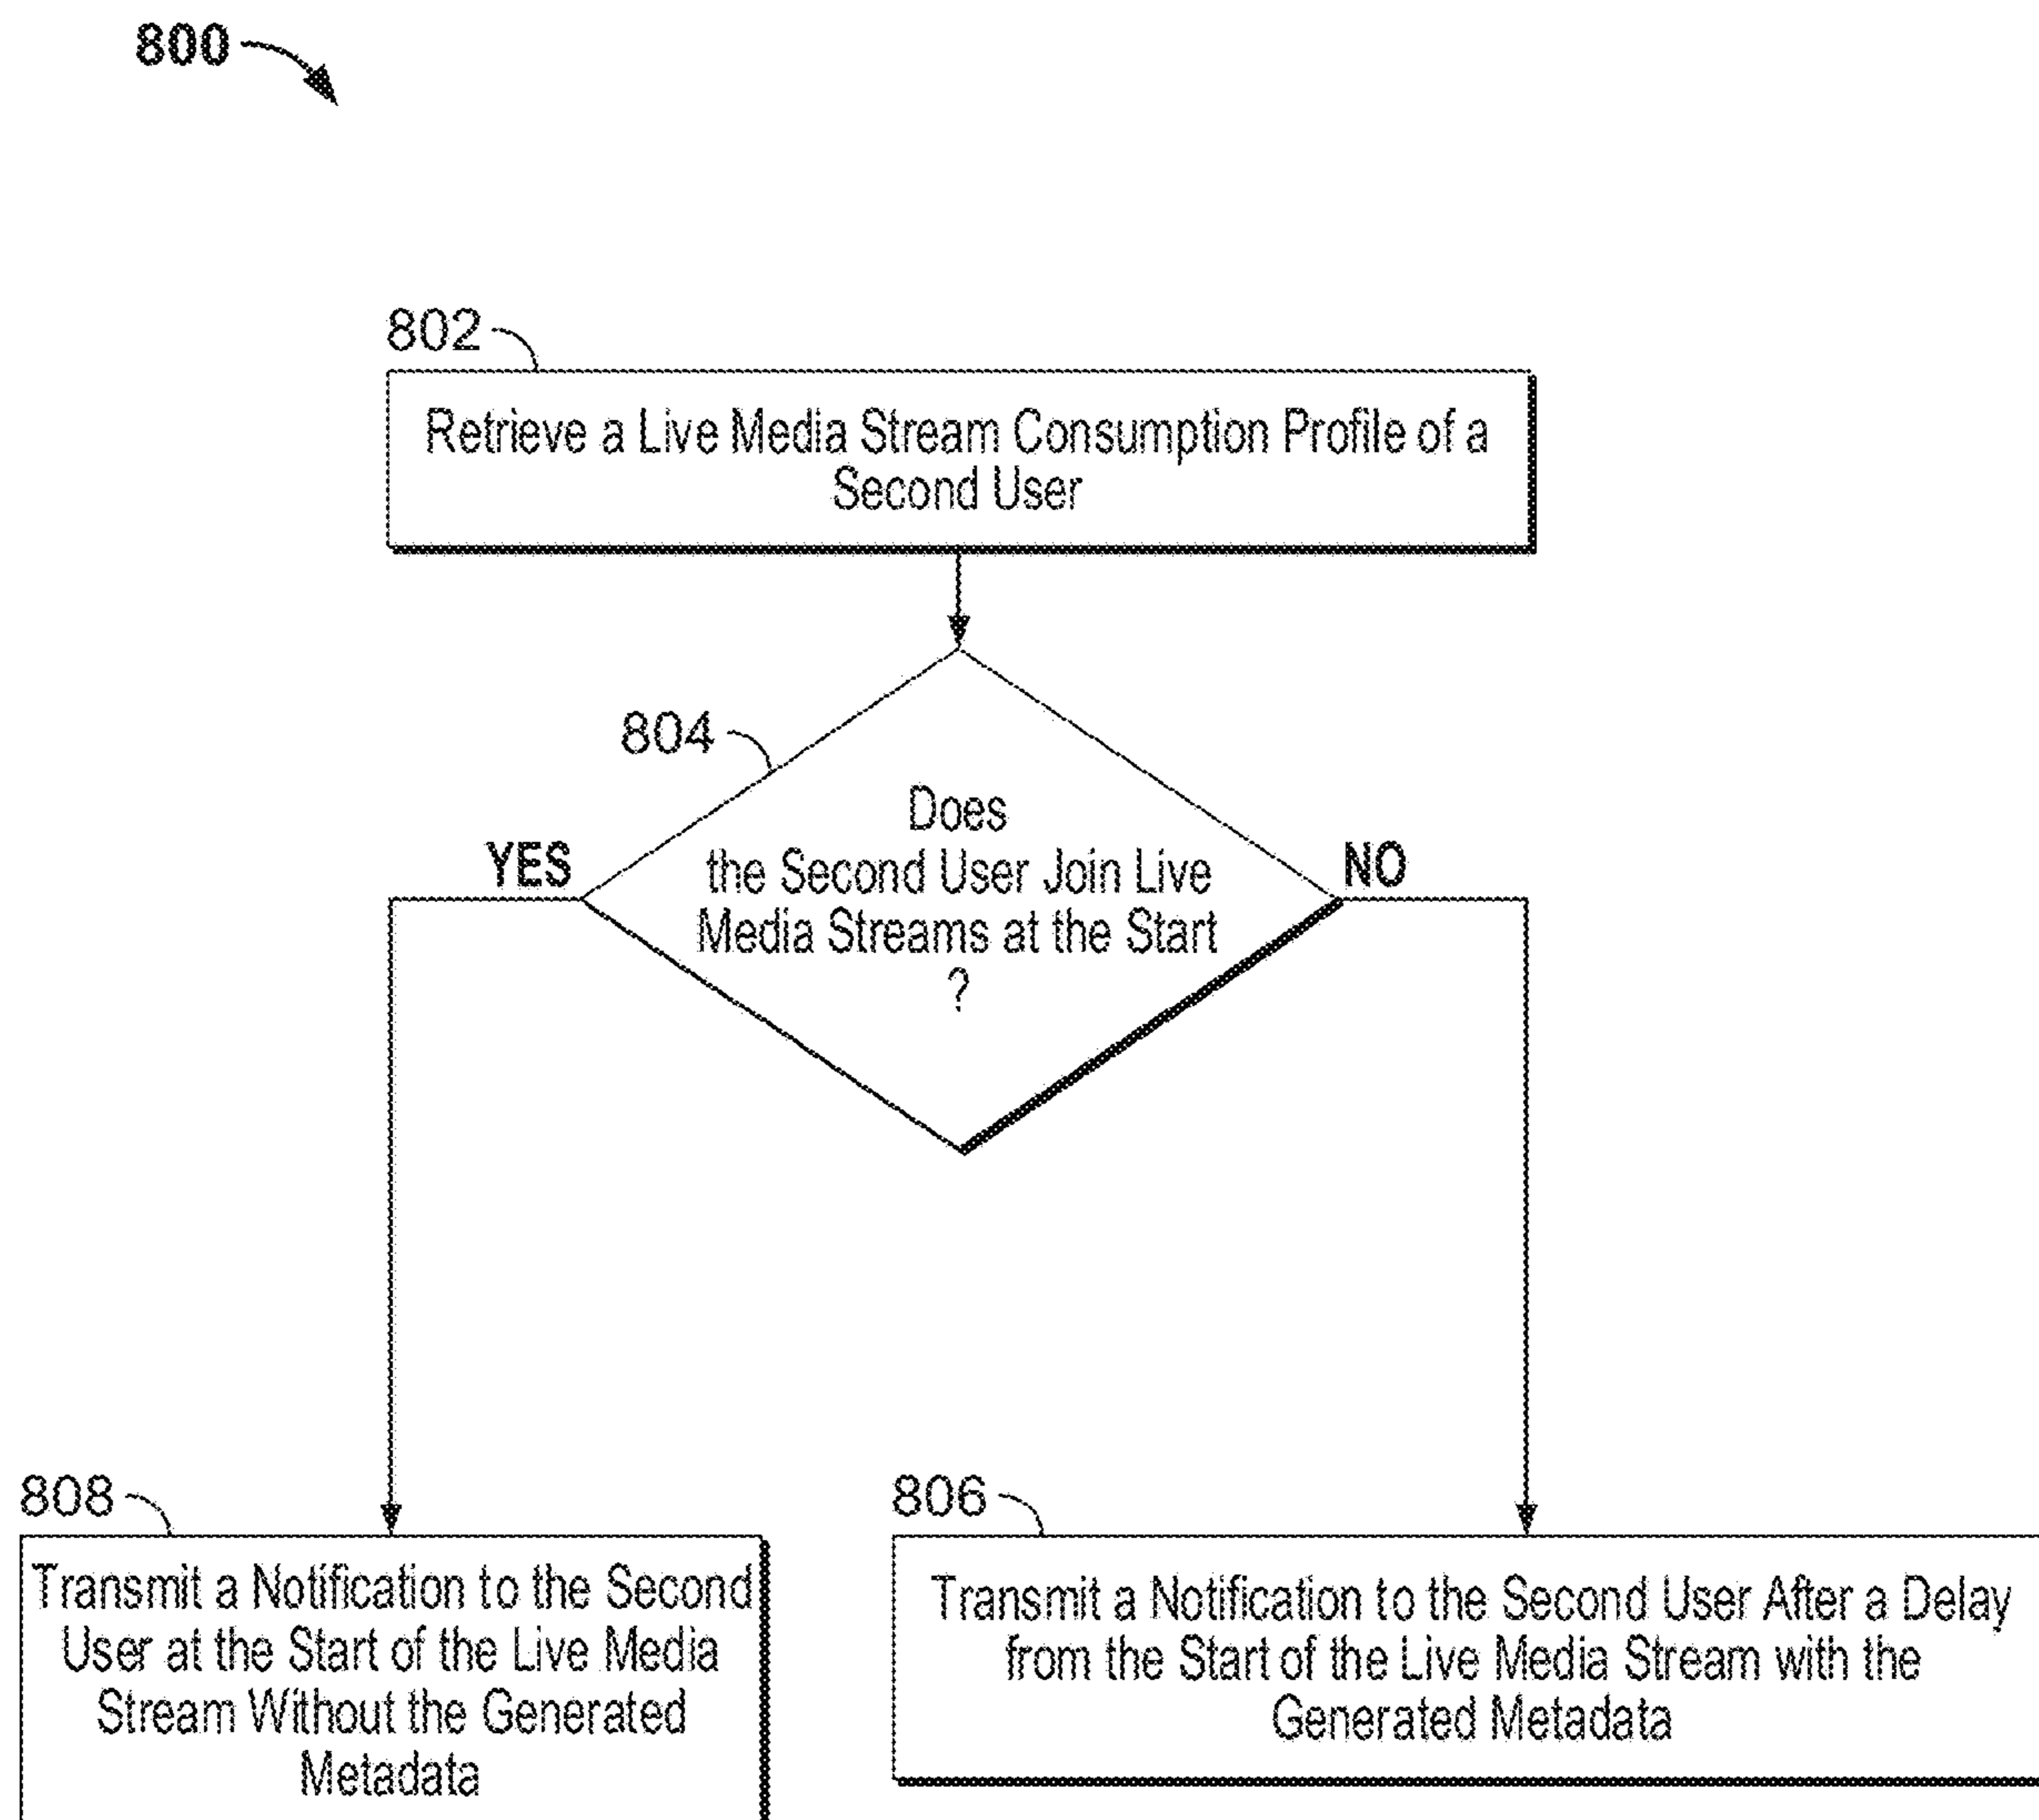 800
802
Retrieve a Live Media Stream Consumption Profile of a
Second User
804
Does
the Second User Join Live
Media Streams at the Start
?
YES
NO
808
Transmit a Notification to the Second
User at the Start of the Live Media
Stream Without the Generated
Metadata
806
Transmit a Notification to the Second User After a Delay
from the Start of the Live Media Stream with the
Generated Metadata